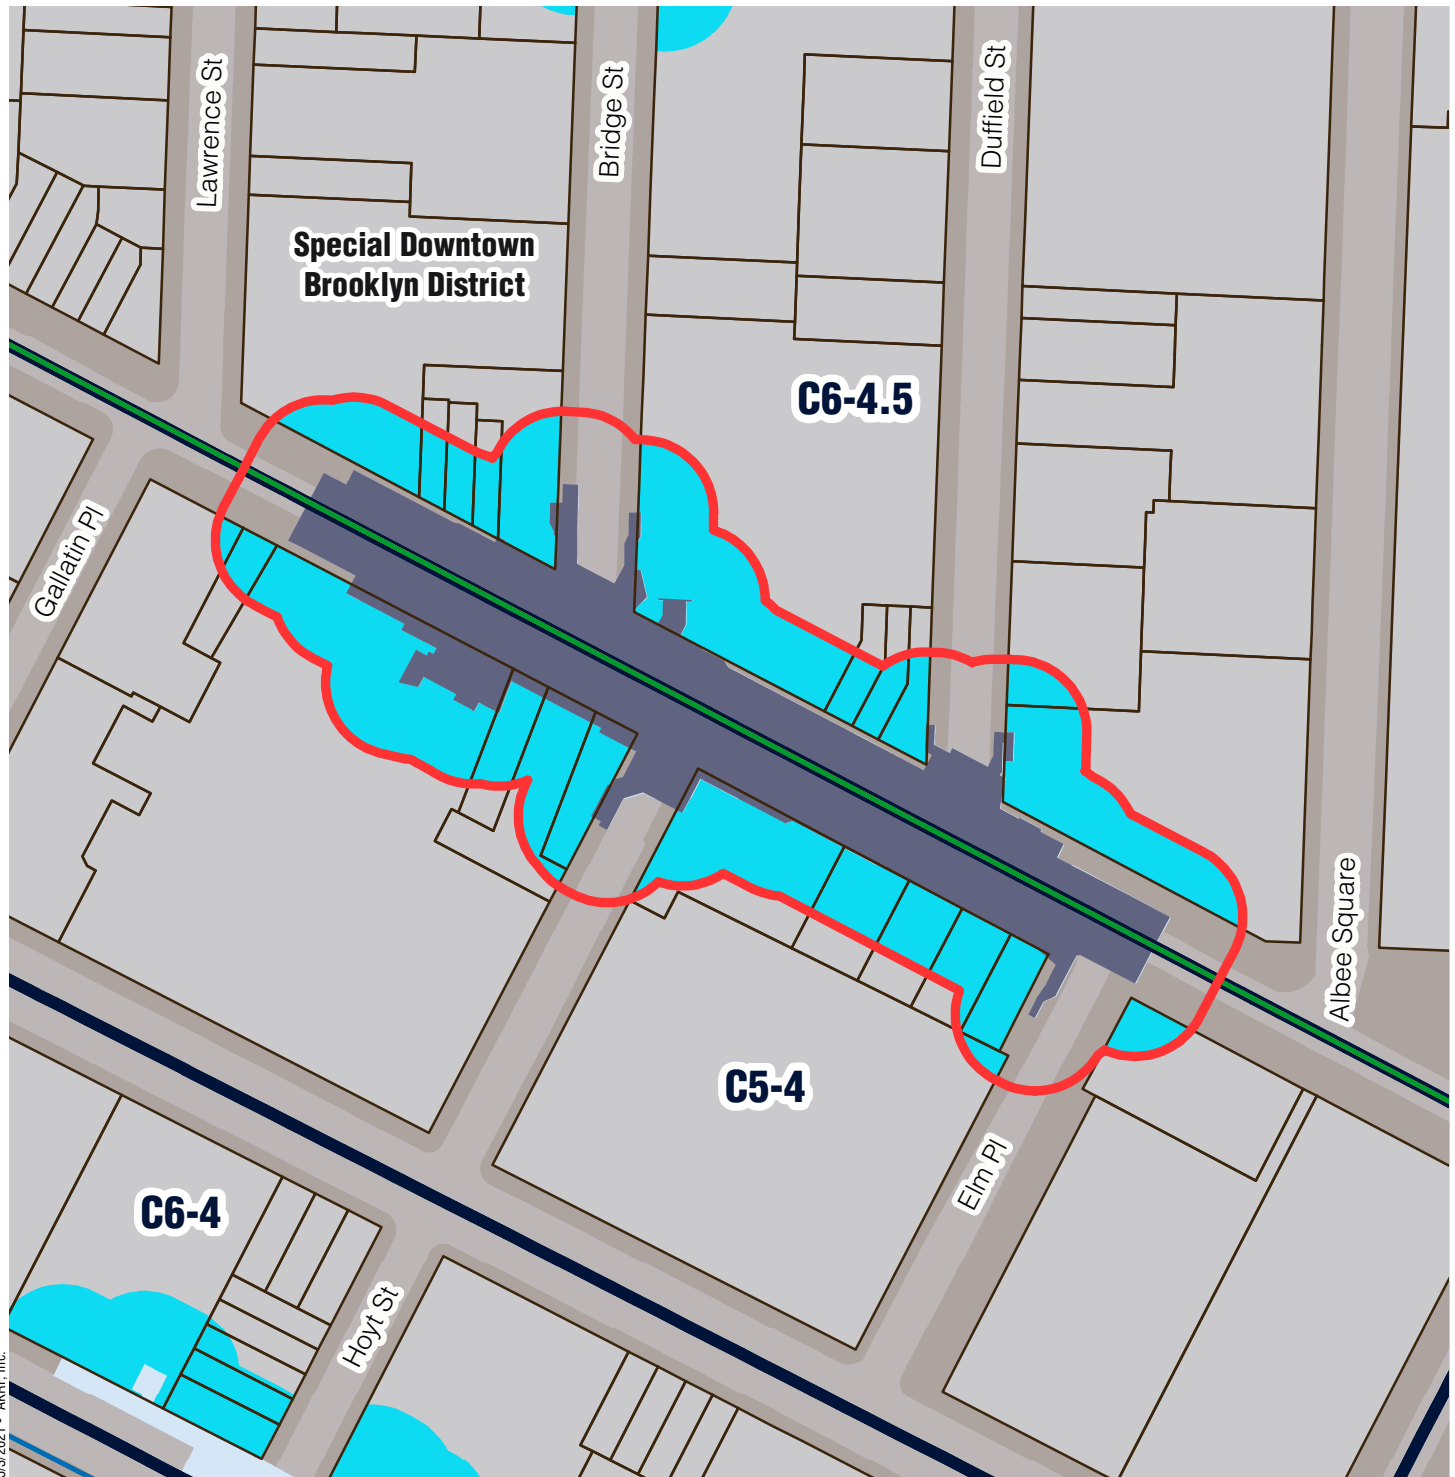 Lawrence St
Bridge St
Duffield St
Special Downtown
Brooklyn District
C6-4.5
Gallatin Pl
Albee Square
C5-4
Elm Pl
C6-4
Hoyt St